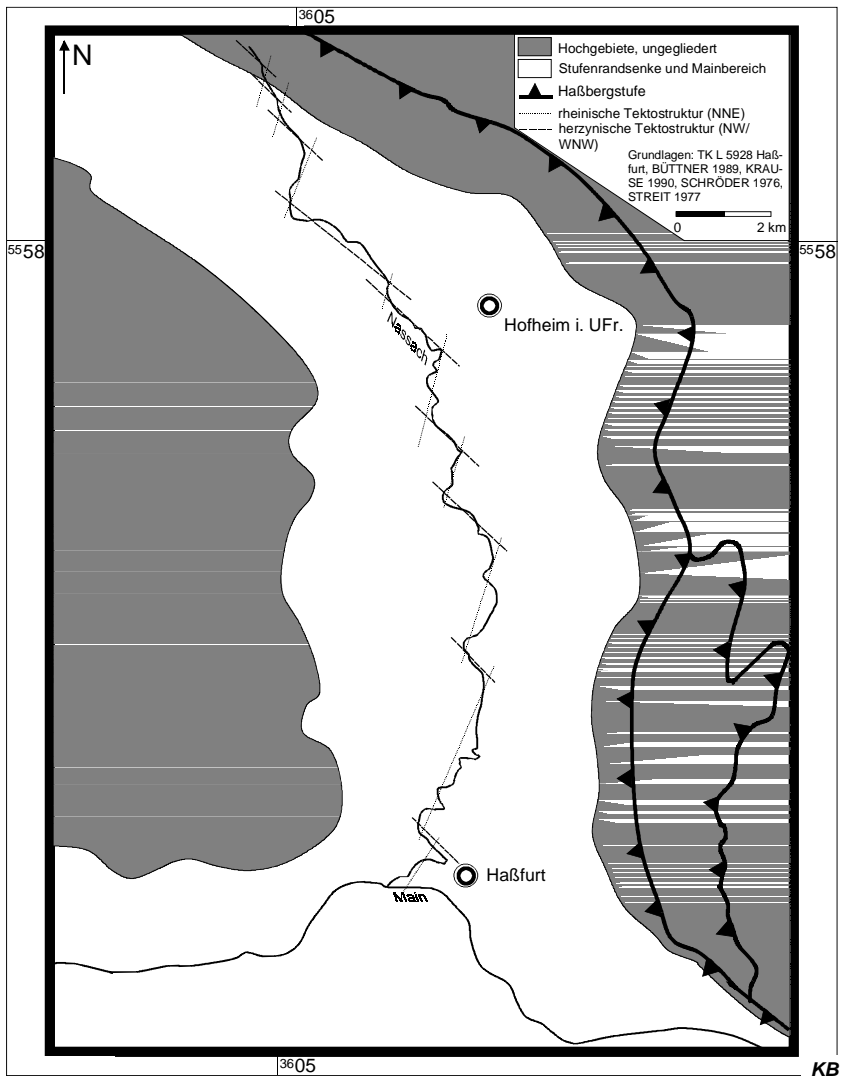 3605
N
Hochgebiete, ungegliedert
Stufenrandsenke und Mainbereich
Haßbergstufe
rheinische Tektostruktur (NNE)
herzynische Tektostruktur (NW/
WNW)
Grundlagen: TK L 5928 Haß-
furt, BÜTTNER 1989, KRAU-
SE 1990, SCHRÖDER 1976,
STREIT 1977
0 2 km
5558
5558
Hofheim i. UFr.
Nassach
Haßfurt
Main
3605
KB